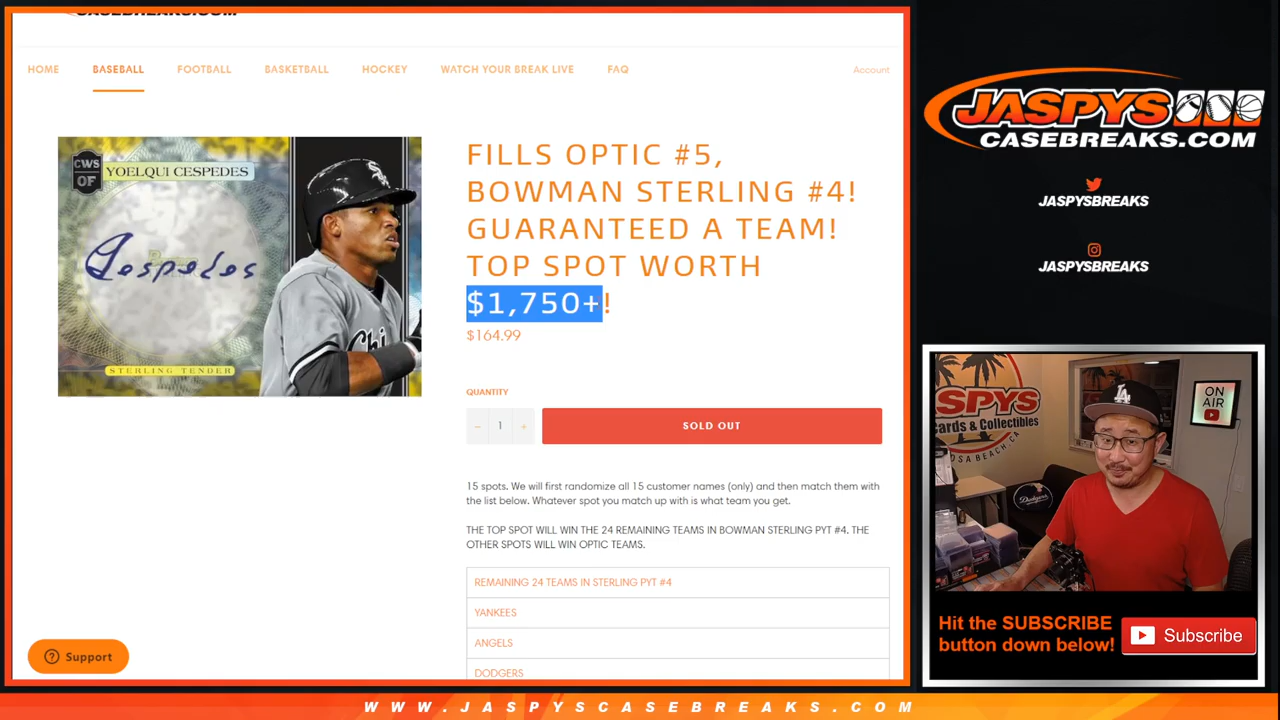 CASEBREAKS.COM
HOME BASEBALL FOOTBALL BASKETBALL HOCKEY WATCH YOUR BREAK LIVE FAQ Account
CWS OF
YOELQUI CESPEDES
Cespedes
STERLING TENDER
FILLS OPTIC #5,
BOWMAN STERLING #4!
GUARANTEED A TEAM!
TOP SPOT WORTH
$1,750+!
$164.99
QUANTITY
− 1 + SOLD OUT
15 spots. We will first randomize all 15 customer names (only) and then match them with
the list below. Whatever spot you match up with is what team you get.
THE TOP SPOT WILL WIN THE 24 REMAINING TEAMS IN BOWMAN STERLING PYT #4. THE
OTHER SPOTS WILL WIN OPTIC TEAMS.
REMAINING 24 TEAMS IN STERLING PYT #4
YANKEES
ANGELS
DODGERS
Support
JASPYS
CASEBREAKS.COM
JASPYSBREAKS
JASPYSBREAKS
JASPYS
Cards & Collectibles
ON
AIR
LA
Dodgers
Hit the SUBSCRIBE
button down below!
Subscribe
WWW.JASPYSCASEBREAKS.COM